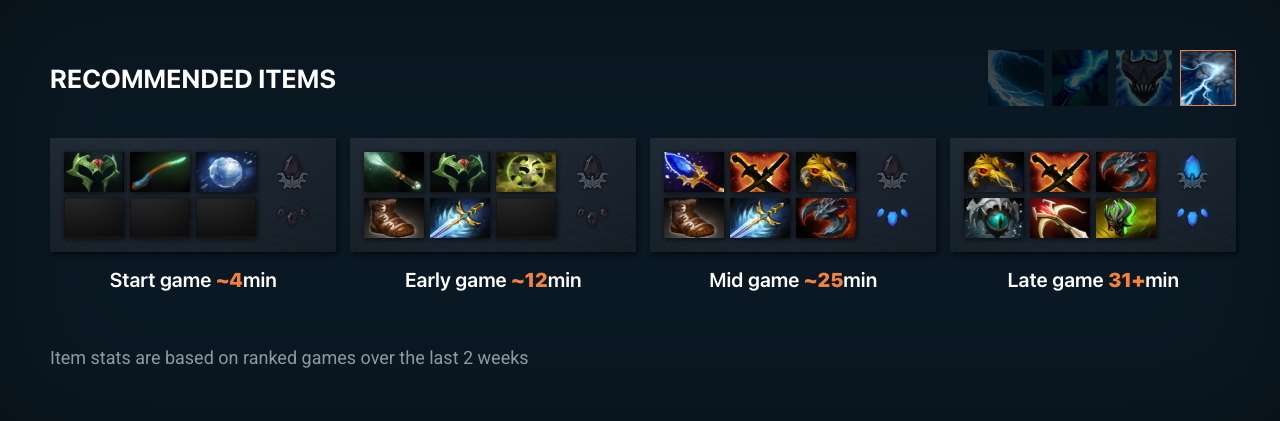 RECOMMENDED ITEMS
Start game ~4min
Early game ~12min
Mid game ~25min
Late game 31+min
Item stats are based on ranked games over the last 2 weeks